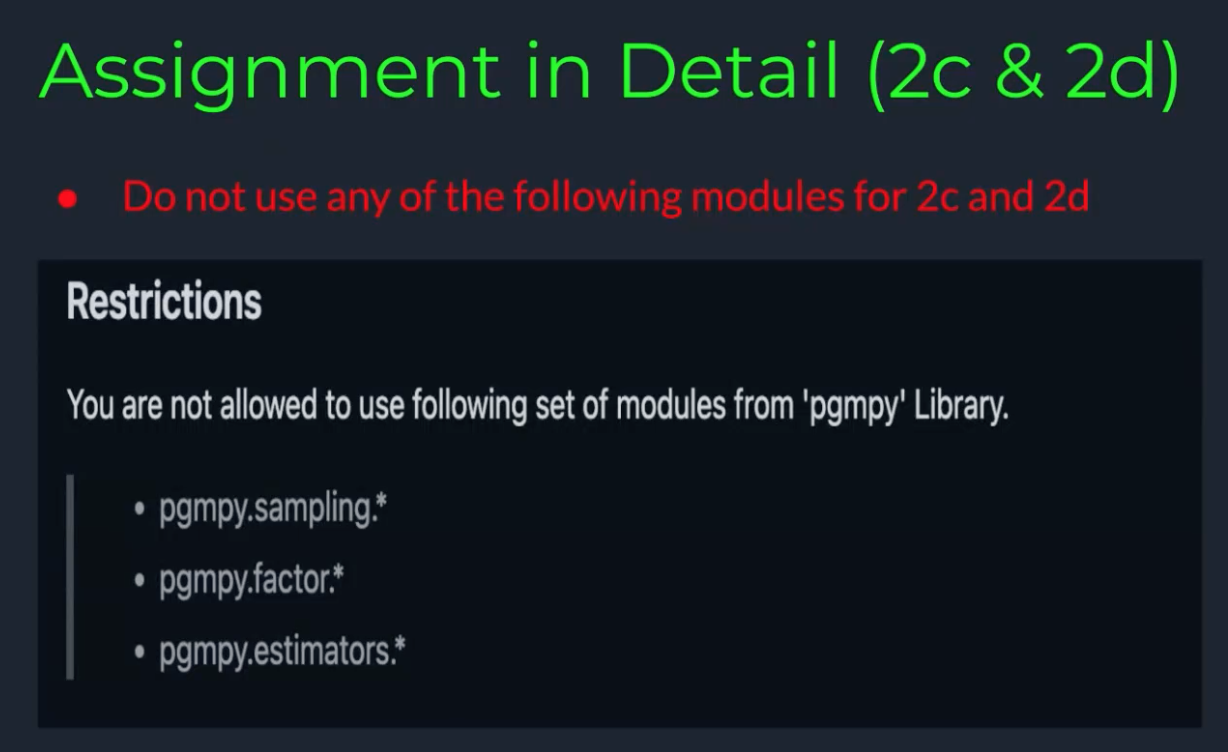 Assignment in Detail (2c & 2d)
● Do not use any of the following modules for 2c and 2d
Restrictions
You are not allowed to use following set of modules from 'pgmpy' Library.
• pgmpy.sampling.*
• pgmpy.factor.*
• pgmpy.estimators.*